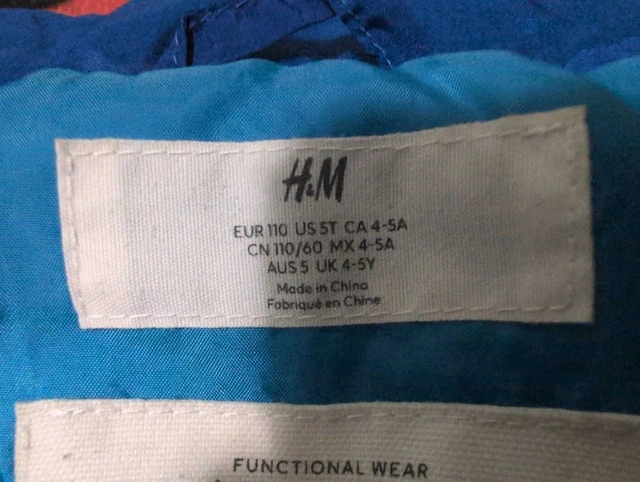 H&M
EUR 110 US 5T CA 4-5A
CN 110/60 MX 4-5A
AUS 5 UK 4-5Y
Made in China
Fabriqué en Chine
FUNCTIONAL WEAR